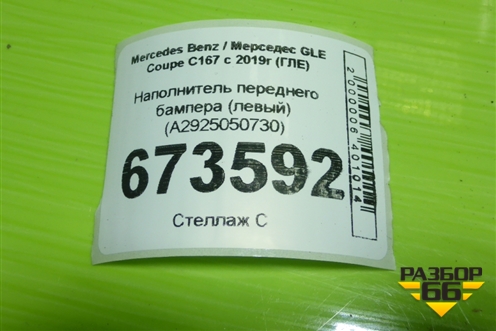 Mercedes Benz / Мерседес GLE
Coupe C167 с 2019г (ГЛЕ)
Наполнитель переднего
бампера (левый)
(A2925050730)
673592
Стеллаж С
2000006401014
РАЗБОР
66